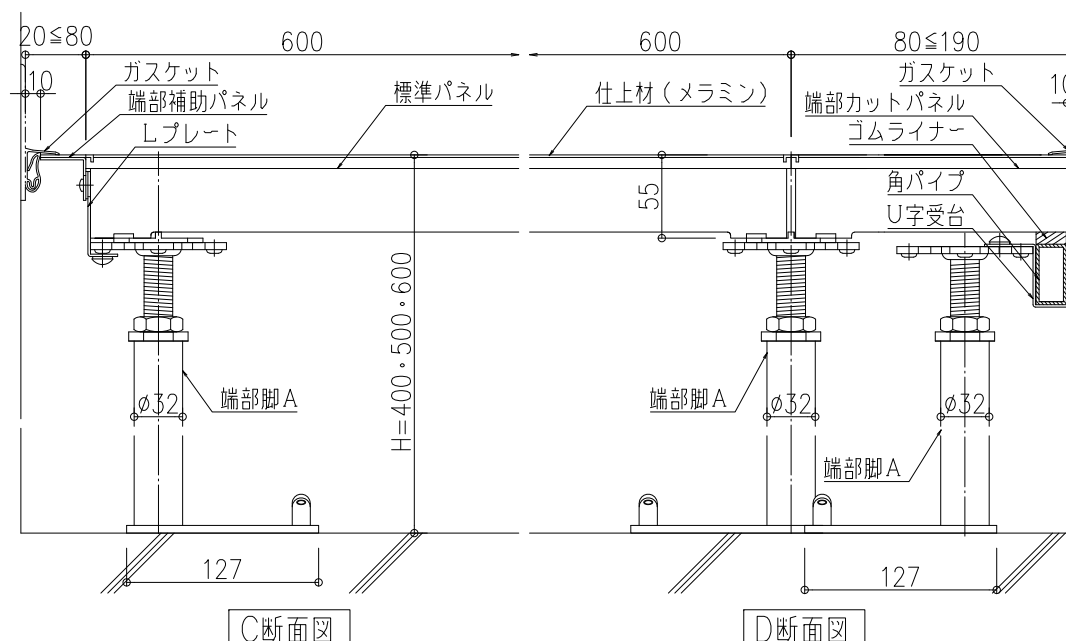 20≦80
600
600
80≦190
10
ガスケット
端部補助パネル
Lプレート
標準パネル
仕上材(メラミン)
ガスケット
端部カットパネル
ゴムライナー
角パイプ
U字受台
10
55
H=400・500・600
端部脚A
φ32
端部脚A
φ32
φ32
端部脚A
127
127
C断面図
D断面図